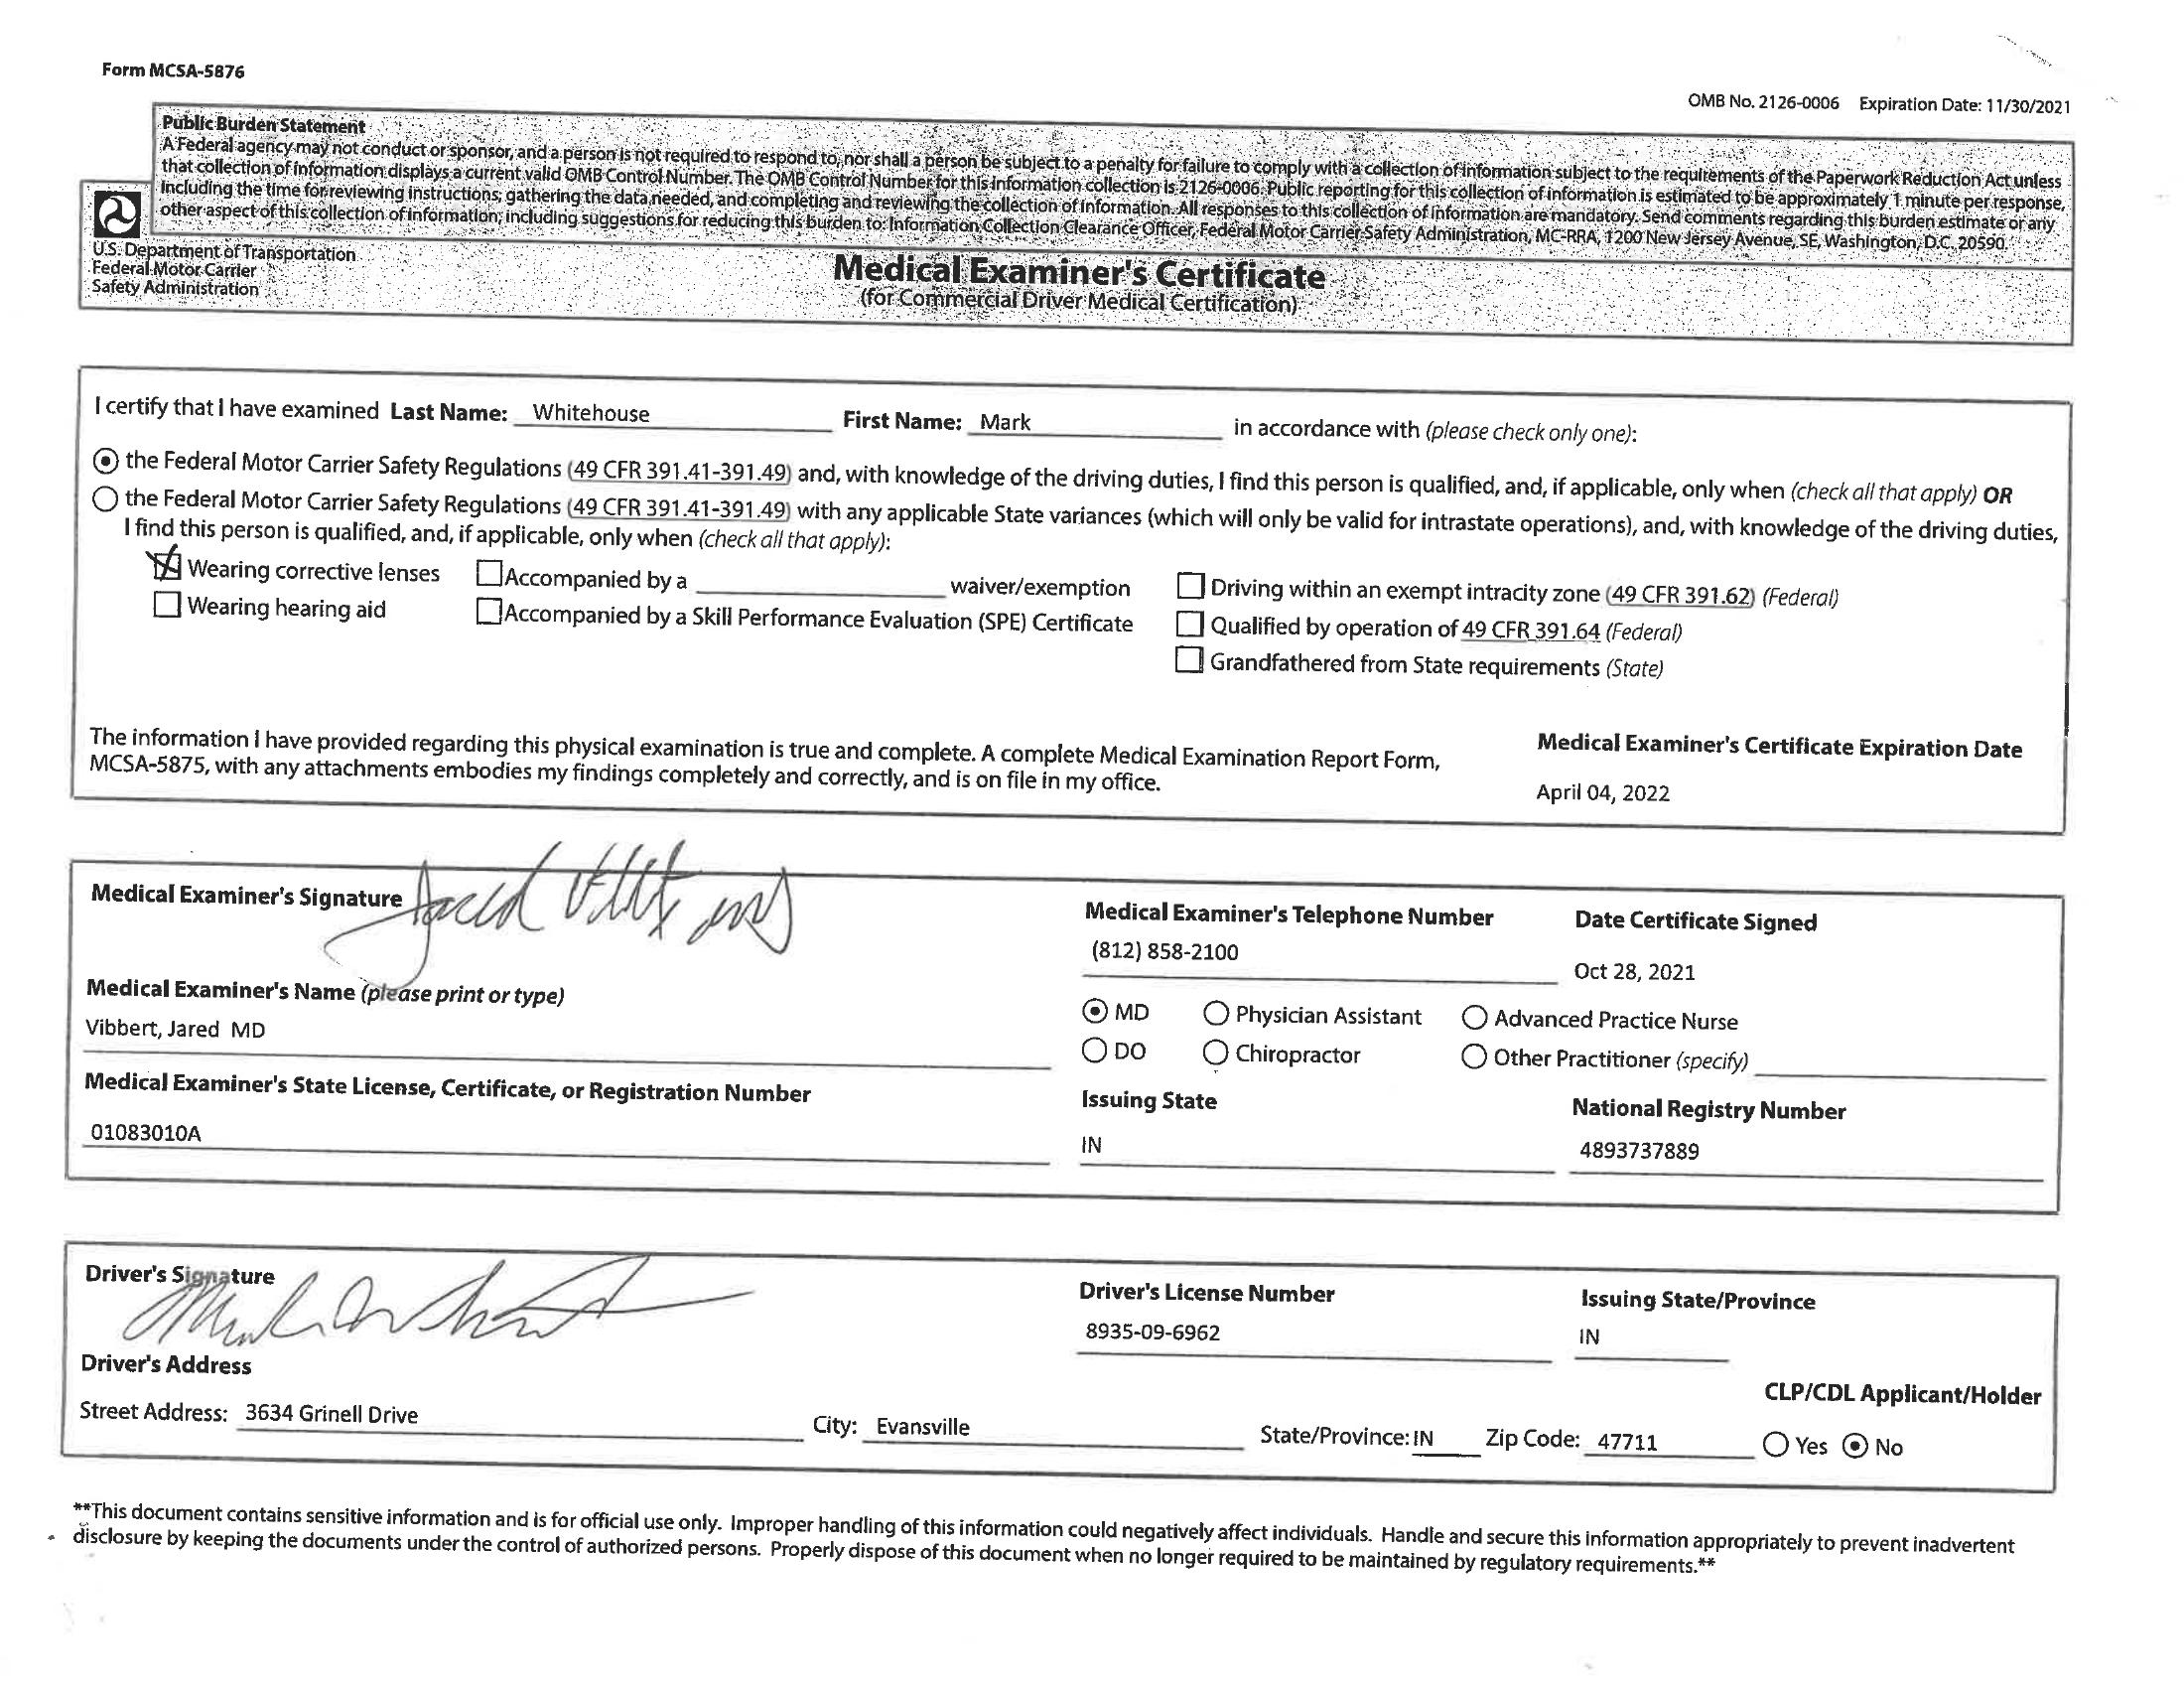 Form MCSA-5876
OMB No. 2126-0006 Expiration Date: 11/30/2021
Public Burden Statement
A Federal agency may not conduct or sponsor, and a person is not required to respond to, nor shall a person be subject to a penalty for failure to comply with a collection of information subject to the requirements of the Paperwork Reduction Act unless
that collection of information displays a current valid OMB Control Number. The OMB Control Number for this information collection is 2126-0006. Public reporting for this collection of information is estimated to be approximately 1 minute per response,
including the time for reviewing instructions, gathering the data needed, and completing and reviewing the collection of information. All responses to this collection of information are mandatory. Send comments regarding this burden estimate or any
other aspect of this collection of information, including suggestions for reducing this burden to: Information Collection Clearance Officer, Federal Motor Carrier Safety Administration, MC-RRA, 1200 New Jersey Avenue, SE, Washington, D.C. 20590.
U.S. Department of Transportation
Federal Motor Carrier
Safety Administration
Medical Examiner's Certificate
(for Commercial Driver Medical Certification)
I certify that I have examined Last Name: Whitehouse First Name: Mark in accordance with (please check only one):
the Federal Motor Carrier Safety Regulations (49 CFR 391.41-391.49) and, with knowledge of the driving duties, I find this person is qualified, and, if applicable, only when (check all that apply) OR
the Federal Motor Carrier Safety Regulations (49 CFR 391.41-391.49) with any applicable State variances (which will only be valid for intrastate operations), and, with knowledge of the driving duties,
I find this person is qualified, and, if applicable, only when (check all that apply):
Wearing corrective lenses Accompanied by a waiver/exemption Driving within an exempt intracity zone (49 CFR 391.62) (Federal)
Wearing hearing aid Accompanied by a Skill Performance Evaluation (SPE) Certificate Qualified by operation of 49 CFR 391.64 (Federal)
Grandfathered from State requirements (State)
The information I have provided regarding this physical examination is true and complete. A complete Medical Examination Report Form,
MCSA-5875, with any attachments embodies my findings completely and correctly, and is on file in my office.
Medical Examiner's Certificate Expiration Date
April 04, 2022
Medical Examiner's Signature
Medical Examiner's Telephone Number Date Certificate Signed
(812) 858-2100 Oct 28, 2021
Medical Examiner's Name (please print or type)
Vibbert, Jared MD
MD Physician Assistant Advanced Practice Nurse
DO Chiropractor Other Practitioner (specify)
Medical Examiner's State License, Certificate, or Registration Number Issuing State National Registry Number
01083010A IN 4893737889
Driver's Signature
Driver's License Number Issuing State/Province
8935-09-6962 IN
Driver's Address
CLP/CDL Applicant/Holder
Street Address: 3634 Grinell Drive City: Evansville State/Province: IN Zip Code: 47711 Yes No
**This document contains sensitive information and is for official use only. Improper handling of this information could negatively affect individuals. Handle and secure this information appropriately to prevent inadvertent
disclosure by keeping the documents under the control of authorized persons. Properly dispose of this document when no longer required to be maintained by regulatory requirements.**